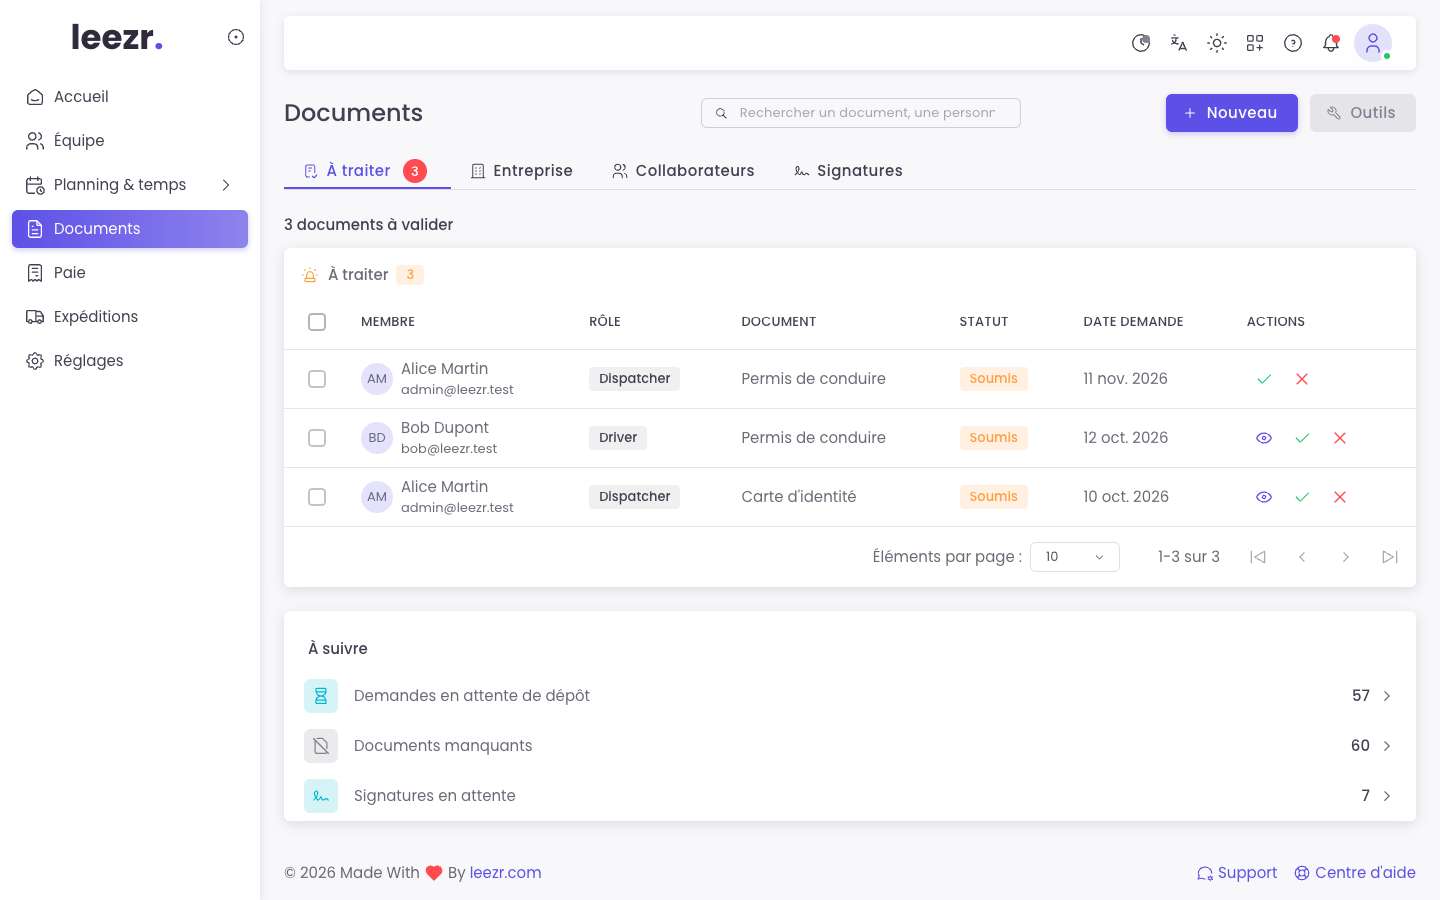 leezr.
Accueil
Équipe
Planning & temps
Documents
Paie
Expéditions
Réglages
Documents
Rechercher un document, une personr
Nouveau
Outils
À traiter 3
Entreprise
Collaborateurs
Signatures
3 documents à valider
À traiter 3
MEMBRE RÔLE DOCUMENT STATUT DATE DEMANDE ACTIONS
AM Alice Martin
admin@leezr.test
Dispatcher Permis de conduire Soumis 11 nov. 2026
BD Bob Dupont
bob@leezr.test
Driver Permis de conduire Soumis 12 oct. 2026
AM Alice Martin
admin@leezr.test
Dispatcher Carte d'identité Soumis 10 oct. 2026
Éléments par page : 10 1-3 sur 3
À suivre
Demandes en attente de dépôt 57
Documents manquants 60
Signatures en attente 7
© 2026 Made With By leezr.com
Support Centre d'aide